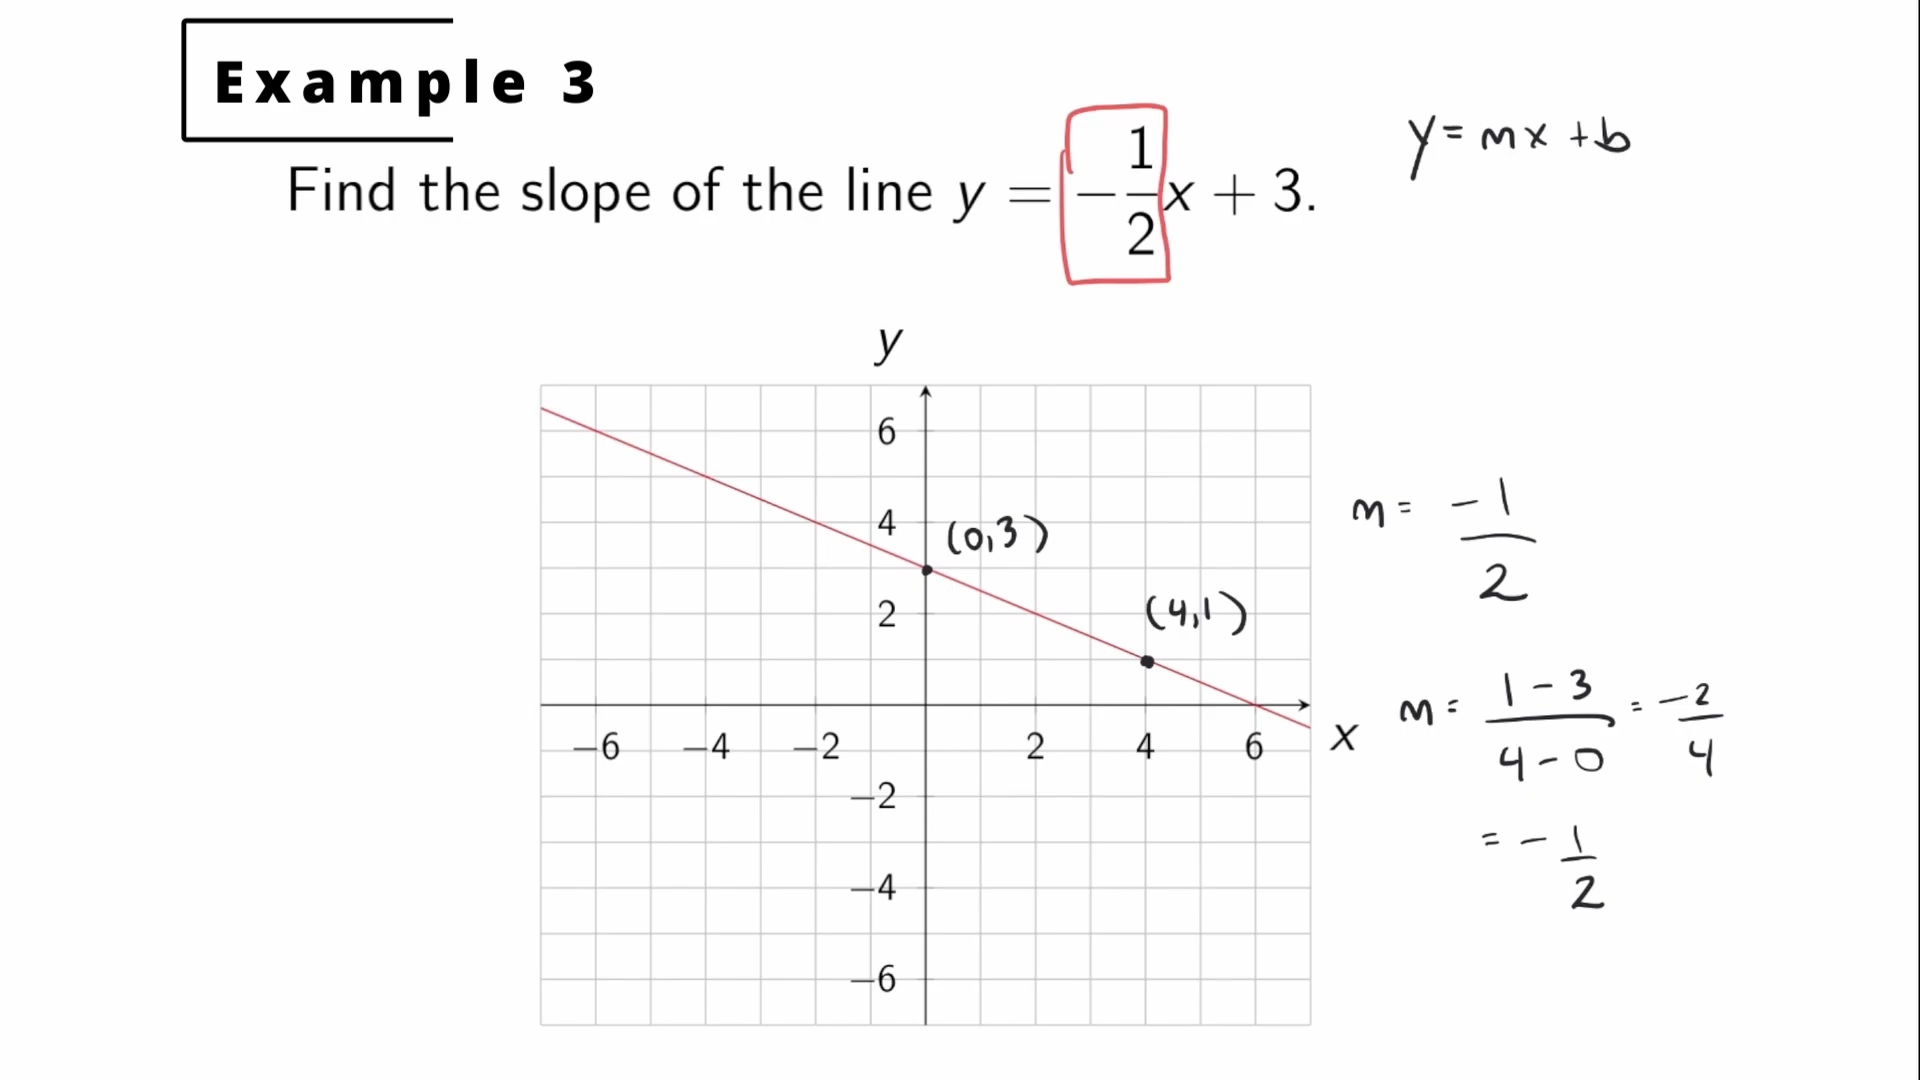 Example 3
y = mx + b
Find the slope of the line y = −1/2x + 3.
y
6
4
(0,3)
2
(4,1)
−6 −4 −2 2 4 6 x
−2
−4
−6
m = -1/2
m = 1-3/4-0 = -2/4
= -1/2